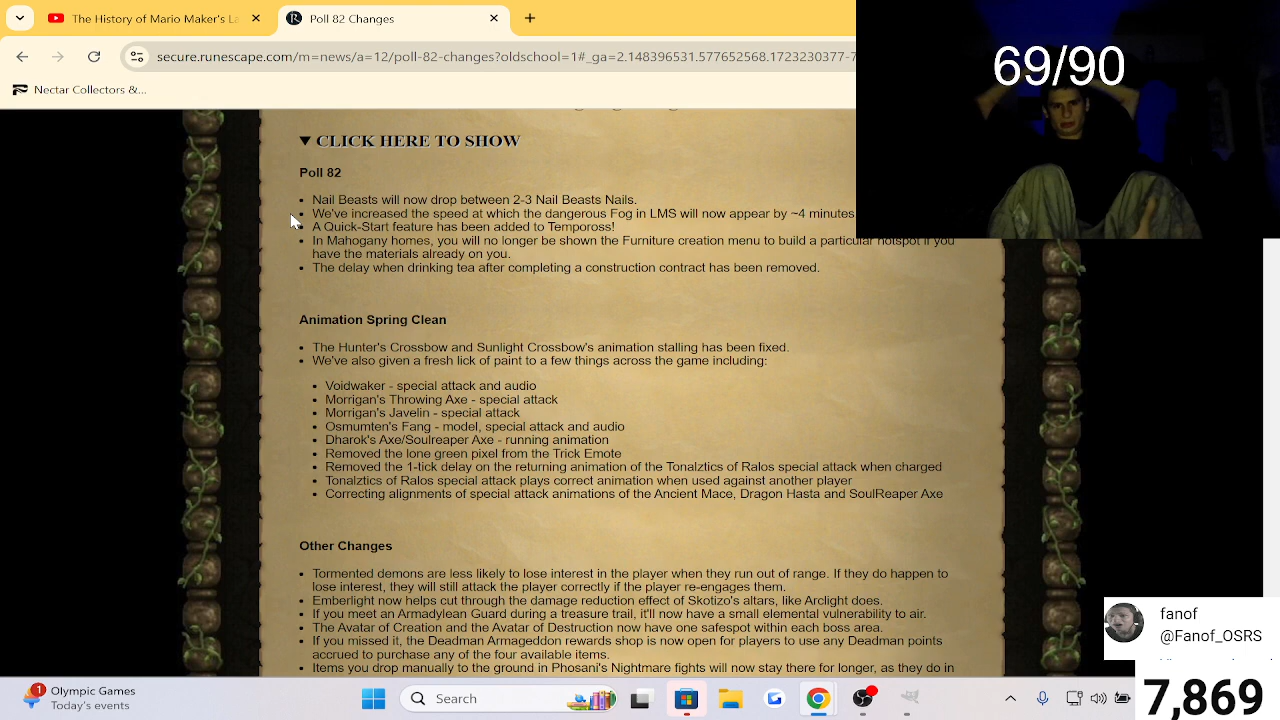 The History of Mario Maker's La
Poll 82 Changes
secure.runescape.com/m=news/a=12/poll-82-changes?oldschool=1#_ga=2.148396531.577652568.1723230377-7
69/90
Nectar Collectors &...
CLICK HERE TO SHOW
Poll 82
Nail Beasts will now drop between 2-3 Nail Beasts Nails.
We've increased the speed at which the dangerous Fog in LMS will now appear by ~4 minutes
A Quick-Start feature has been added to Tempoross!
In Mahogany homes, you will no longer be shown the Furniture creation menu to build a particular hotspot if you
have the materials already on you.
The delay when drinking tea after completing a construction contract has been removed.
Animation Spring Clean
The Hunter's Crossbow and Sunlight Crossbow's animation stalling has been fixed.
We've also given a fresh lick of paint to a few things across the game including:
Voidwaker - special attack and audio
Morrigan's Throwing Axe - special attack
Morrigan's Javelin - special attack
Osmumten's Fang - model, special attack and audio
Dharok's Axe/Soulreaper Axe - running animation
Removed the lone green pixel from the Trick Emote
Removed the 1-tick delay on the returning animation of the Tonalztics of Ralos special attack when charged
Tonalztics of Ralos special attack plays correct animation when used against another player
Correcting alignments of special attack animations of the Ancient Mace, Dragon Hasta and SoulReaper Axe
Other Changes
Tormented demons are less likely to lose interest in the player when they run out of range. If they do happen to
lose interest, they will still attack the player correctly if the player re-engages them.
Emberlight now helps cut through the damage reduction effect of Skotizo's altars, like Arclight does.
If you meet an Armadylean Guard during a treasure trail, it'll now have a small elemental vulnerability to air.
The Avatar of Creation and the Avatar of Destruction now have one safespot within each boss area.
If you missed it, the Deadman Armageddon rewards shop is now open for players to use any Deadman points
accrued to purchase any of the four available items.
Items you drop manually to the ground in Phosani's Nightmare fights will now stay there for longer, as they do in
fanof
@Fanof_OSRS
7,869
1
Olympic Games
Today's events
Search